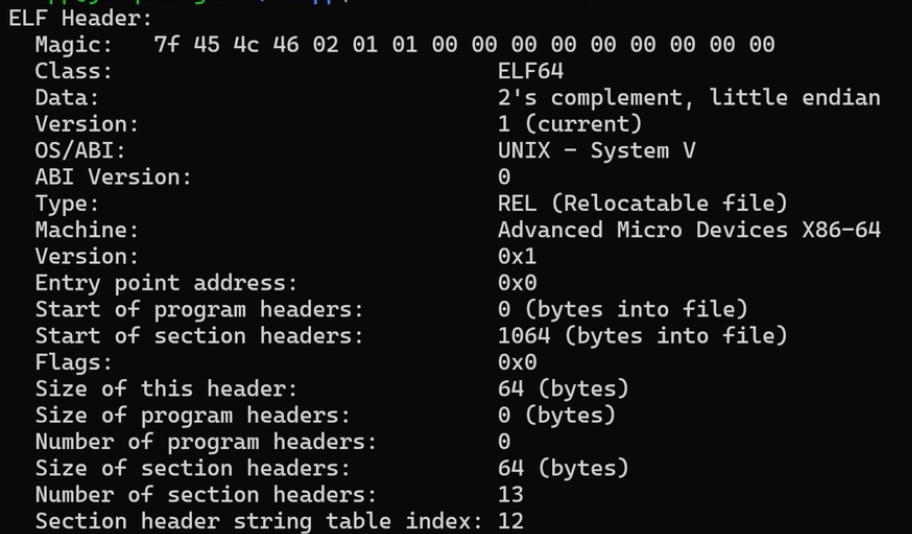 ELF Header:
  Magic:   7f 45 4c 46 02 01 01 00 00 00 00 00 00 00 00 00
  Class:                             ELF64
  Data:                              2's complement, little endian
  Version:                           1 (current)
  OS/ABI:                            UNIX - System V
  ABI Version:                       0
  Type:                              REL (Relocatable file)
  Machine:                           Advanced Micro Devices X86-64
  Version:                           0x1
  Entry point address:               0x0
  Start of program headers:          0 (bytes into file)
  Start of section headers:          1064 (bytes into file)
  Flags:                             0x0
  Size of this header:               64 (bytes)
  Size of program headers:           0 (bytes)
  Number of program headers:         0
  Size of section headers:           64 (bytes)
  Number of section headers:         13
  Section header string table index: 12